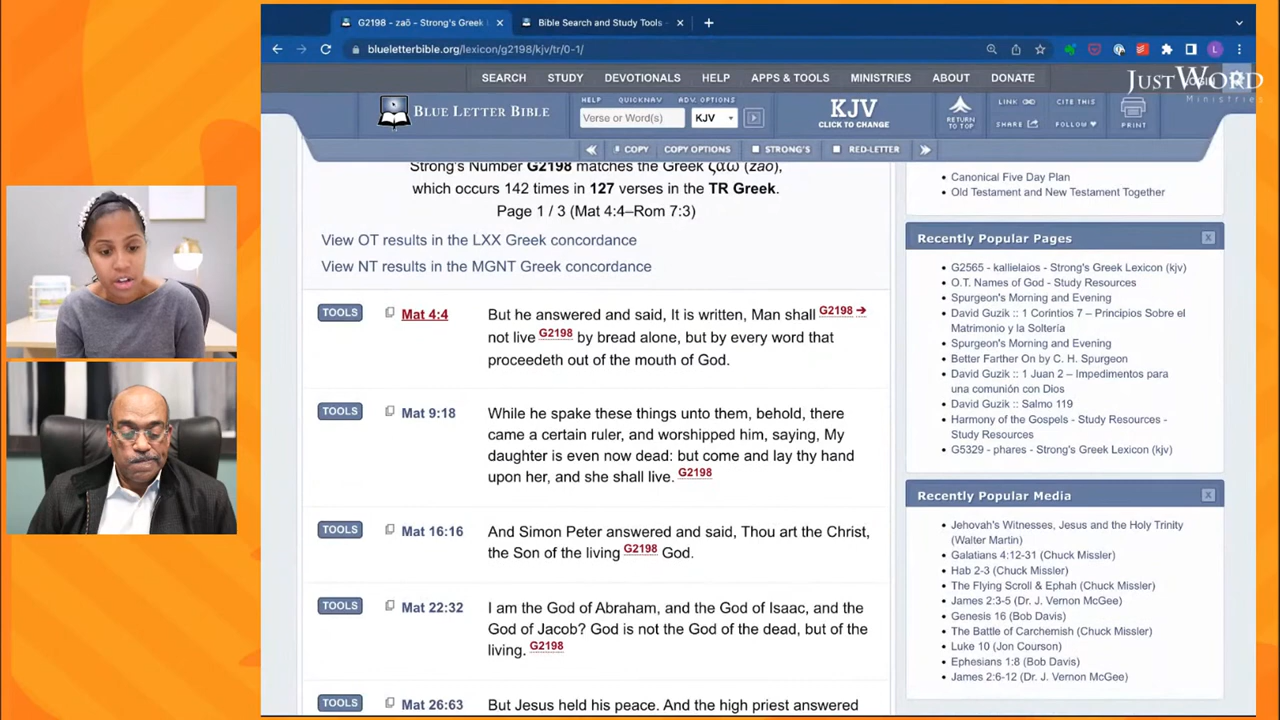 G2198 - zaō - Strong's Greek L
Bible Search and Study Tools -
blueletterbible.org/lexicon/g2198/kjv/tr/0-1/
L
SEARCH STUDY DEVOTIONALS HELP APPS & TOOLS MINISTRIES ABOUT DONATE
JUSTWORD
Ministries
BLUE LETTER BIBLE
HELP QUICKNAV ADV. OPTIONS
Verse or Word(s) KJV
KJV
CLICK TO CHANGE
RETURN
TO TOP
LINK CITE THIS
SHARE FOLLOW
PRINT
COPY COPY OPTIONS STRONG'S RED-LETTER
Strong's Number G2198 matches the Greek ζάω (zaō),
which occurs 142 times in 127 verses in the TR Greek.
Page 1 / 3 (Mat 4:4–Rom 7:3)
View OT results in the LXX Greek concordance
View NT results in the MGNT Greek concordance
TOOLS Mat 4:4 But he answered and said, It is written, Man shall G2198 →
not live G2198 by bread alone, but by every word that
proceedeth out of the mouth of God.
TOOLS Mat 9:18 While he spake these things unto them, behold, there
came a certain ruler, and worshipped him, saying, My
daughter is even now dead: but come and lay thy hand
upon her, and she shall live. G2198
TOOLS Mat 16:16 And Simon Peter answered and said, Thou art the Christ,
the Son of the living G2198 God.
TOOLS Mat 22:32 I am the God of Abraham, and the God of Isaac, and the
God of Jacob? God is not the God of the dead, but of the
living. G2198
TOOLS Mat 26:63 But Jesus held his peace. And the high priest answered
Canonical Five Day Plan
Old Testament and New Testament Together
Recently Popular Pages
G2565 - kallielaios - Strong's Greek Lexicon (kjv)
O.T. Names of God - Study Resources
Spurgeon's Morning and Evening
David Guzik :: 1 Corintios 7 – Principios Sobre el
Matrimonio y la Soltería
Spurgeon's Morning and Evening
Better Farther On by C. H. Spurgeon
David Guzik :: 1 Juan 2 – Impedimentos para
una comunión con Dios
David Guzik :: Salmo 119
Harmony of the Gospels - Study Resources -
Study Resources
G5329 - phares - Strong's Greek Lexicon (kjv)
Recently Popular Media
Jehovah's Witnesses, Jesus and the Holy Trinity
(Walter Martin)
Galatians 4:12-31 (Chuck Missler)
Hab 2-3 (Chuck Missler)
The Flying Scroll & Ephah (Chuck Missler)
James 2:3-5 (Dr. J. Vernon McGee)
Genesis 16 (Bob Davis)
The Battle of Carchemish (Chuck Missler)
Luke 10 (Jon Courson)
Ephesians 1:8 (Bob Davis)
James 2:6-12 (Dr. J. Vernon McGee)